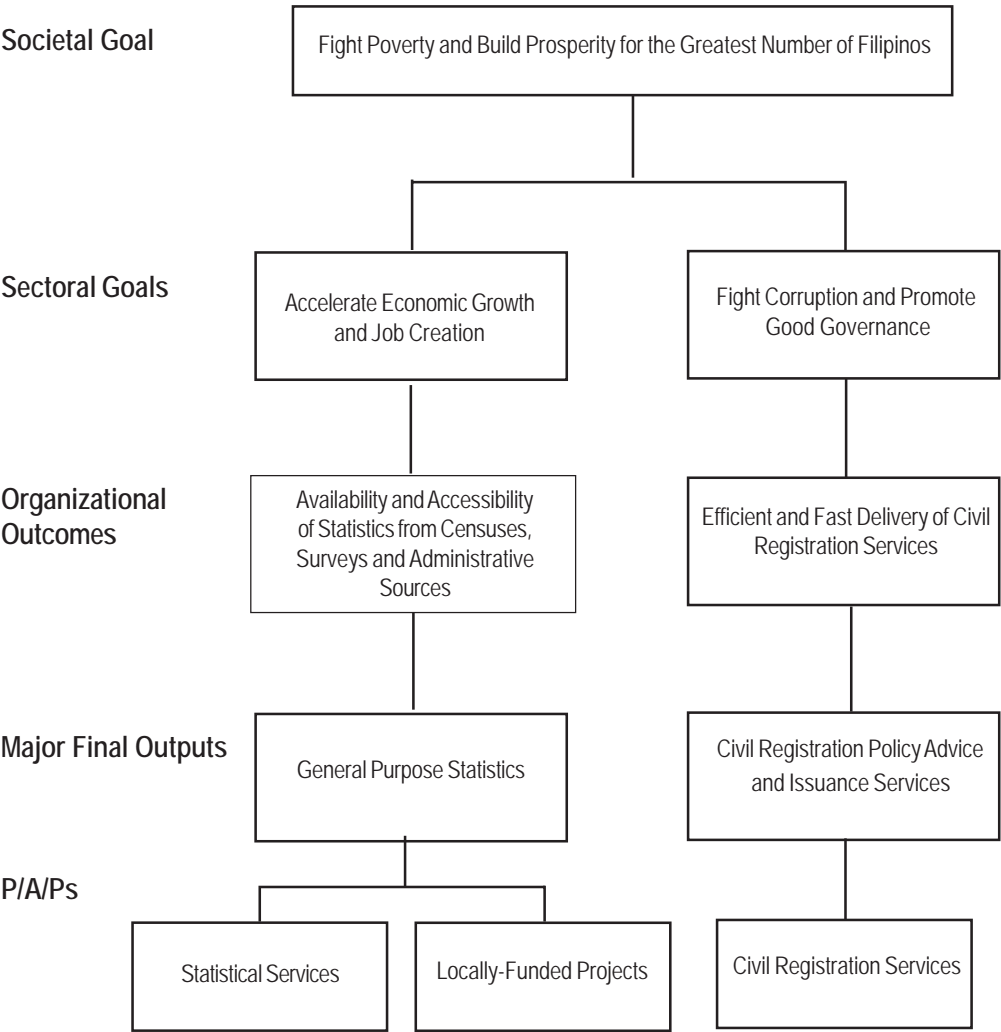 Societal Goal
Fight Poverty and Build Prosperity for the Greatest Number of Filipinos
Sectoral Goals
Accelerate Economic Growth
and Job Creation
Fight Corruption and Promote
Good Governance
Organizational
Outcomes
Availability and Accessibility
of Statistics from Censuses,
Surveys and Administrative
Sources
Efficient and Fast Delivery of Civil
Registration Services
Major Final Outputs
General Purpose Statistics
Civil Registration Policy Advice
and Issuance Services
P/A/Ps
Statistical Services
Locally-Funded Projects
Civil Registration Services